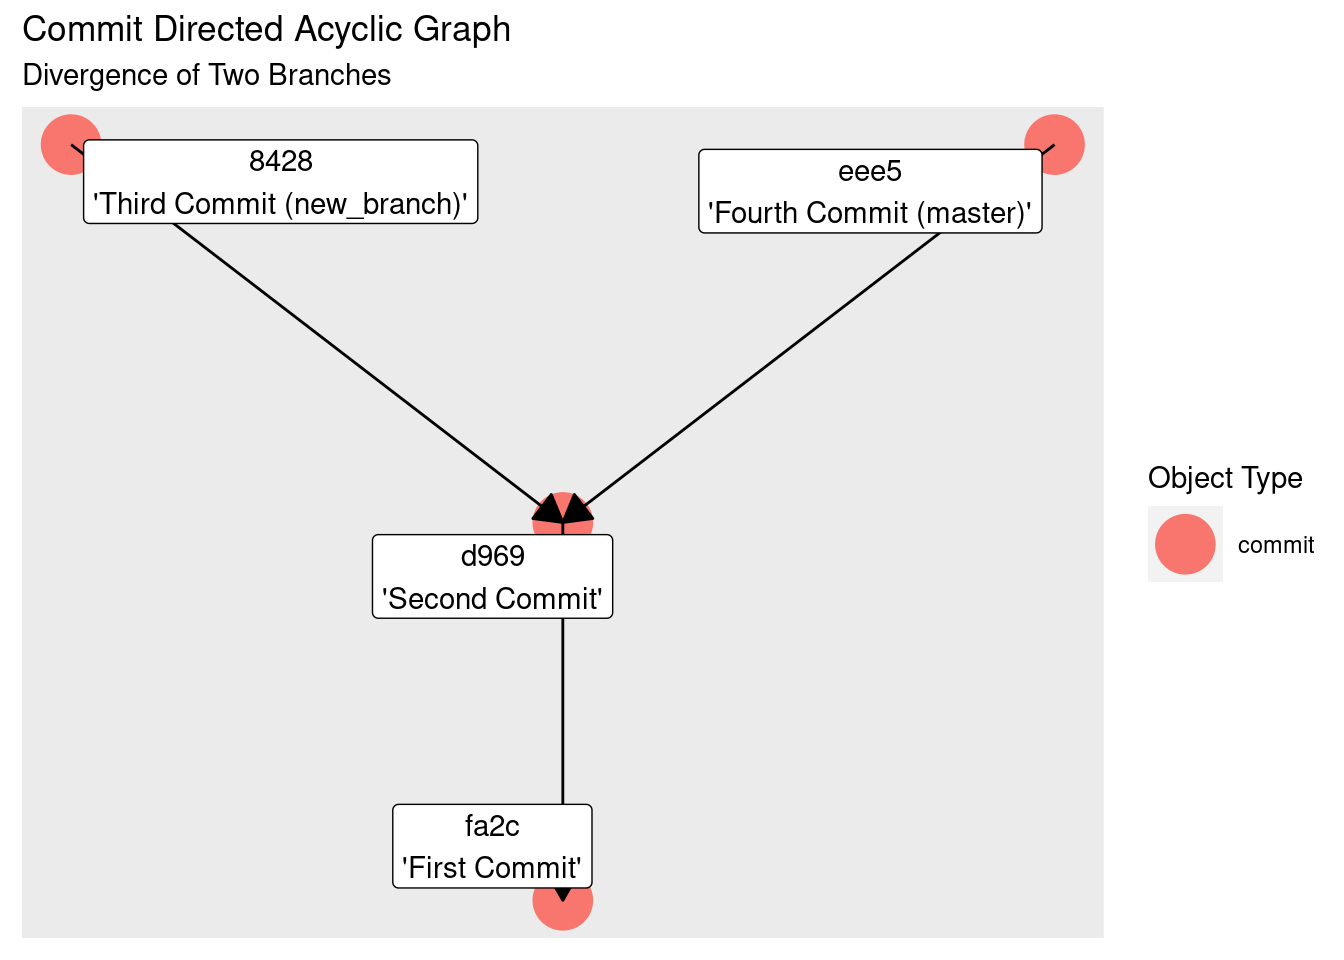 Commit Directed Acyclic Graph
Divergence of Two Branches
8428
'Third Commit (new_branch)'
eee5
'Fourth Commit (master)'
d969
'Second Commit'
fa2c
'First Commit'
Object Type
commit